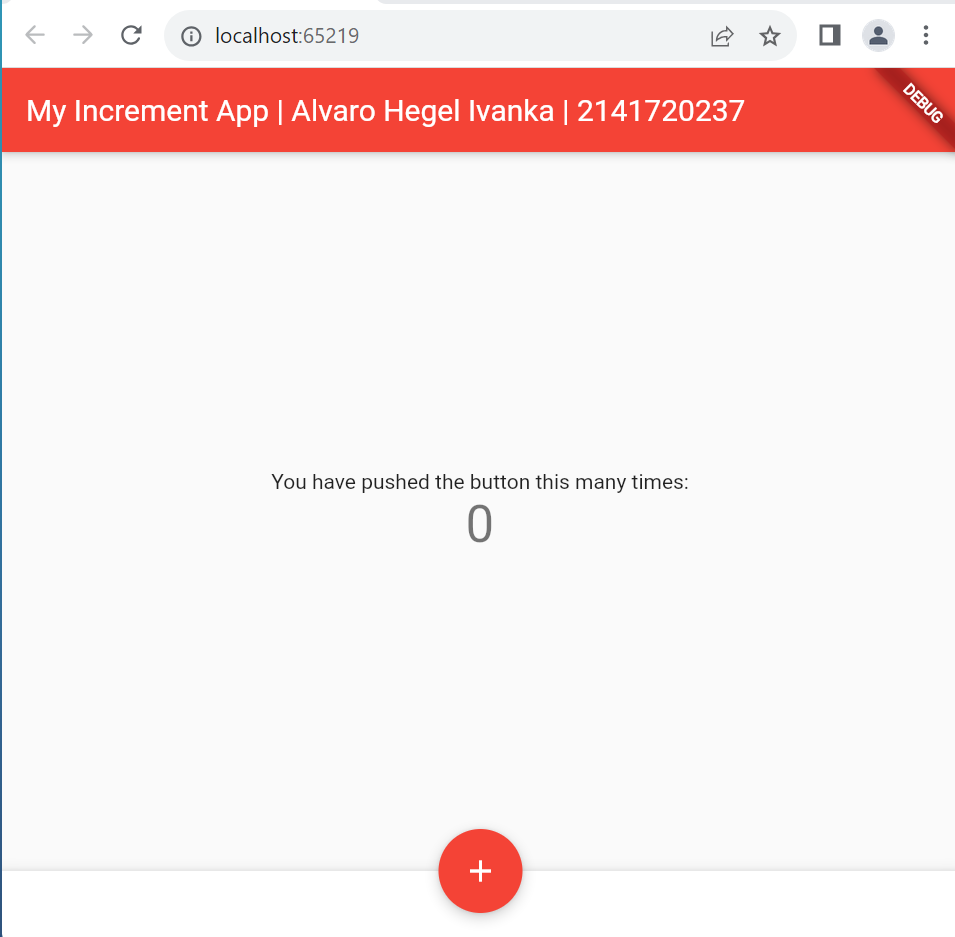 localhost:65219
My Increment App | Alvaro Hegel Ivanka | 2141720237
DEBUG
You have pushed the button this many times:
0
+